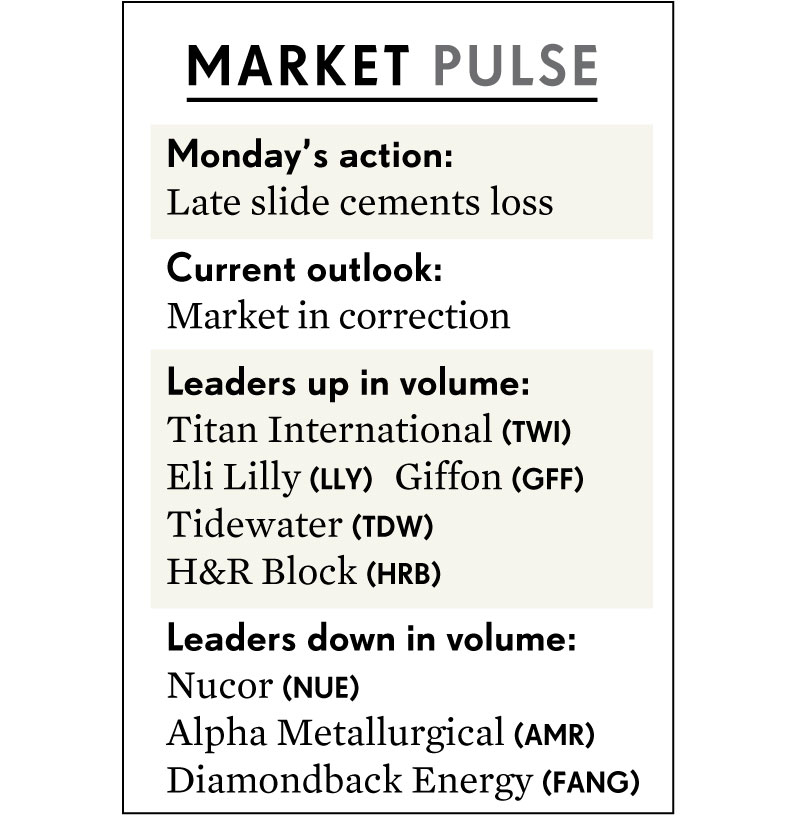 MARKET PULSE
Monday's action:
Late slide cements loss
Current outlook:
Market in correction
Leaders up in volume:
Titan International (TWI)
Eli Lilly (LLY) Giffon (GFF)
Tidewater (TDW)
H&R Block (HRB)
Leaders down in volume:
Nucor (NUE)
Alpha Metallurgical (AMR)
Diamondback Energy (FANG)